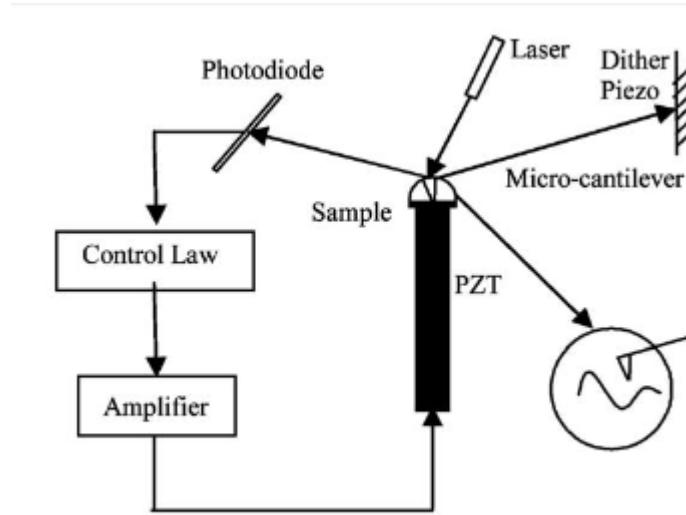 Laser
Dither
Piezo
Photodiode
Micro-cantilever
Sample
Control Law
PZT
Amplifier